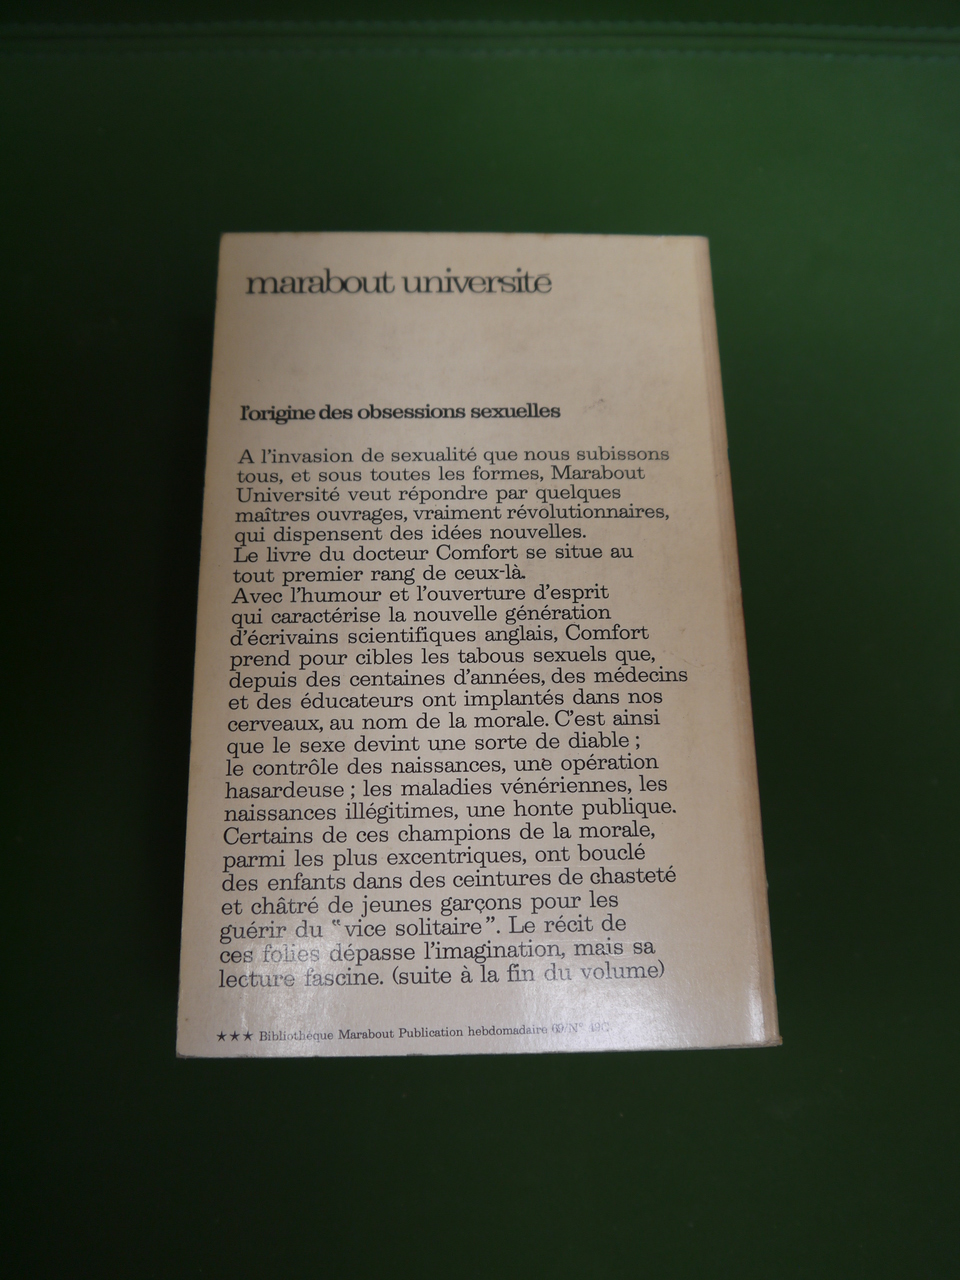 marabout université
l'origine des obsessions sexuelles
A l'invasion de sexualité que nous subissons
tous, et sous toutes les formes, Marabout
Université veut répondre par quelques
maîtres ouvrages, vraiment révolutionnaires,
qui dispensent des idées nouvelles.
Le livre du docteur Comfort se situe au
tout premier rang de ceux-là.
Avec l'humour et l'ouverture d'esprit
qui caractérise la nouvelle génération
d'écrivains scientifiques anglais, Comfort
prend pour cibles les tabous sexuels que,
depuis des centaines d'années, des médecins
et des éducateurs ont implantés dans nos
cerveaux, au nom de la morale. C'est ainsi
que le sexe devint une sorte de diable ;
le contrôle des naissances, une opération
hasardeuse ; les maladies vénériennes, les
naissances illégitimes, une honte publique.
Certains de ces champions de la morale,
parmi les plus excentriques, ont bouclé
des enfants dans des ceintures de chasteté
et châtré de jeunes garçons pour les
guérir du "vice solitaire". Le récit de
ces folies dépasse l'imagination, mais sa
lecture fascine. (suite à la fin du volume)
★★★ Bibliothèque Marabout Publication hebdomadaire 69/N°